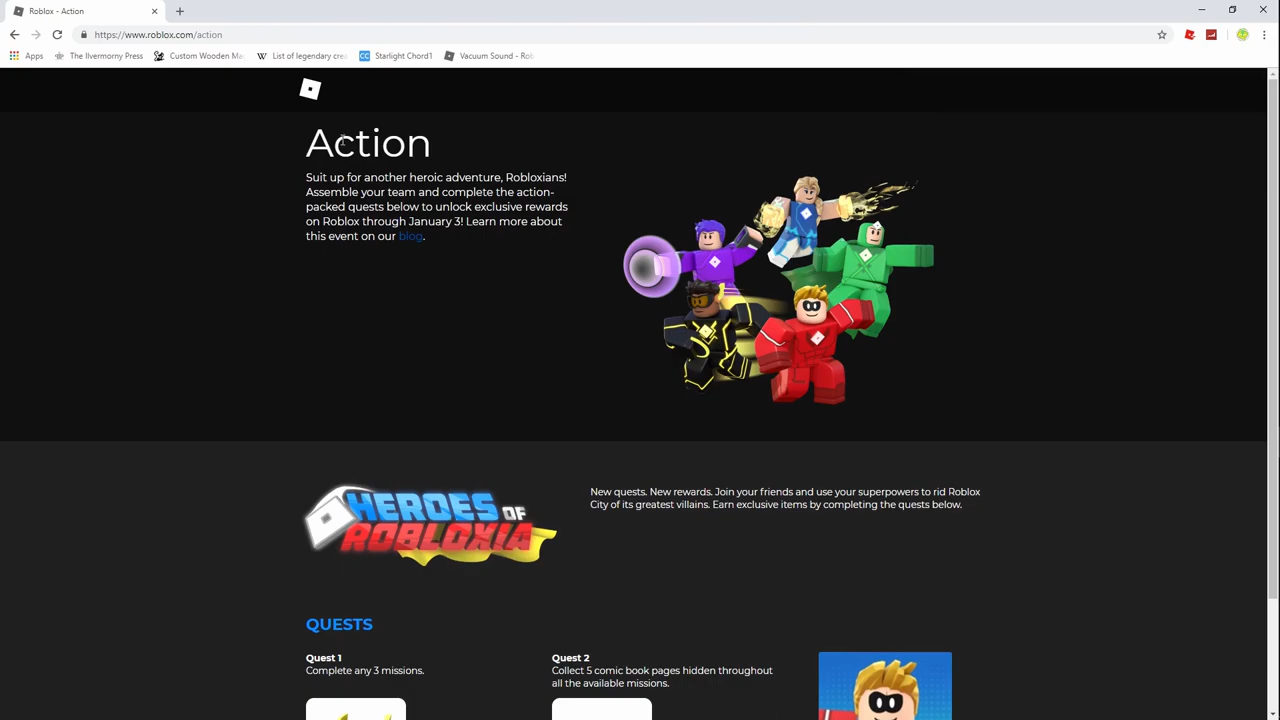 Roblox - Action
https://www.roblox.com/action
Apps
The Ilvermorny Press
Custom Wooden Ma
List of legendary crea
CC Starlight Chord1
Vacuum Sound - Rob
Action
Suit up for another heroic adventure, Robloxians!
Assemble your team and complete the action-
packed quests below to unlock exclusive rewards
on Roblox through January 3! Learn more about
this event on our blog.
HEROES OF
ROBLOXIA
New quests. New rewards. Join your friends and use your superpowers to rid Roblox
City of its greatest villains. Earn exclusive items by completing the quests below.
QUESTS
Quest 1
Complete any 3 missions.
Quest 2
Collect 5 comic book pages hidden throughout
all the available missions.